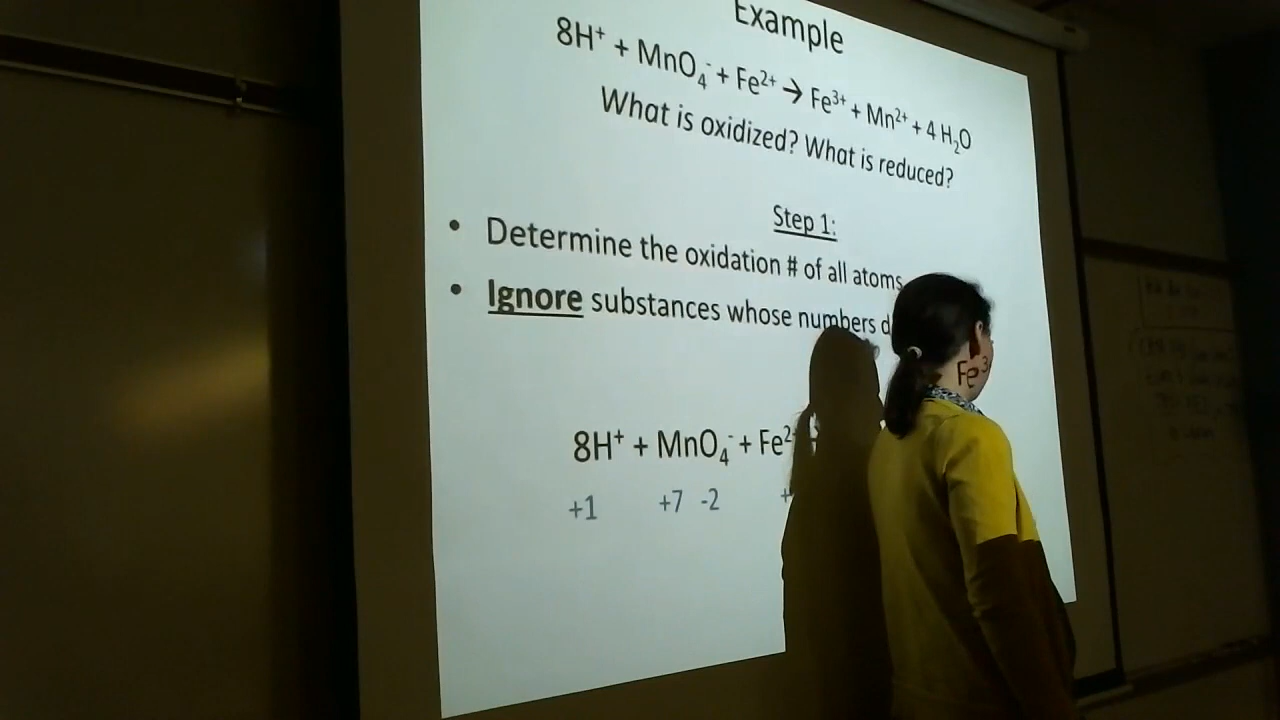 Example
8H⁺ + MnO₄⁻ + Fe²⁺ → Fe³⁺ + Mn²⁺ + 4 H₂O
What is oxidized? What is reduced?
Step 1:
• Determine the oxidation # of all atoms
• Ignore substances whose numbers
8H⁺ + MnO₄⁻ + Fe² Fe³
+1 +7 -2 +